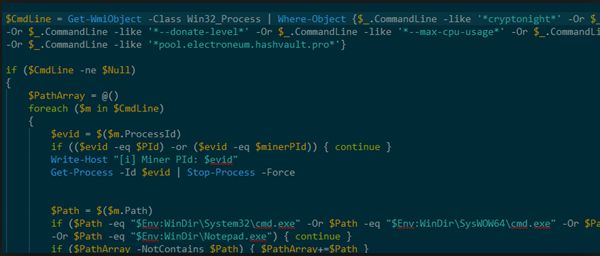 $CmdLine = Get-WmiObject -Class Win32_Process | Where-Object {$_.CommandLine -like '*cryptonight*' -Or $_
-Or $_.CommandLine -like '*--donate-level*' -Or $_.CommandLine -like '*--max-cpu-usage*' -Or $_.CommandLi
-Or $_.CommandLine -like '*pool.electroneum.hashvault.pro*'}
if ($CmdLine -ne $Null)
{
$PathArray = @()
foreach ($m in $CmdLine)
{
$evid = $($m.ProcessId)
if (($evid -eq $PId) -or ($evid -eq $minerPId)) { continue }
Write-Host "[i] Miner PId: $evid"
Get-Process -Id $evid | Stop-Process -Force
$Path = $($m.Path)
if ($Path -eq "$Env:WinDir\System32\cmd.exe" -Or $Path -eq "$Env:WinDir\SysWOW64\cmd.exe" -Or $Pa
-Or $Path -eq "$Env:WinDir\Notepad.exe") { continue }
if ($PathArray -NotContains $Path) { $PathArray+=$Path }